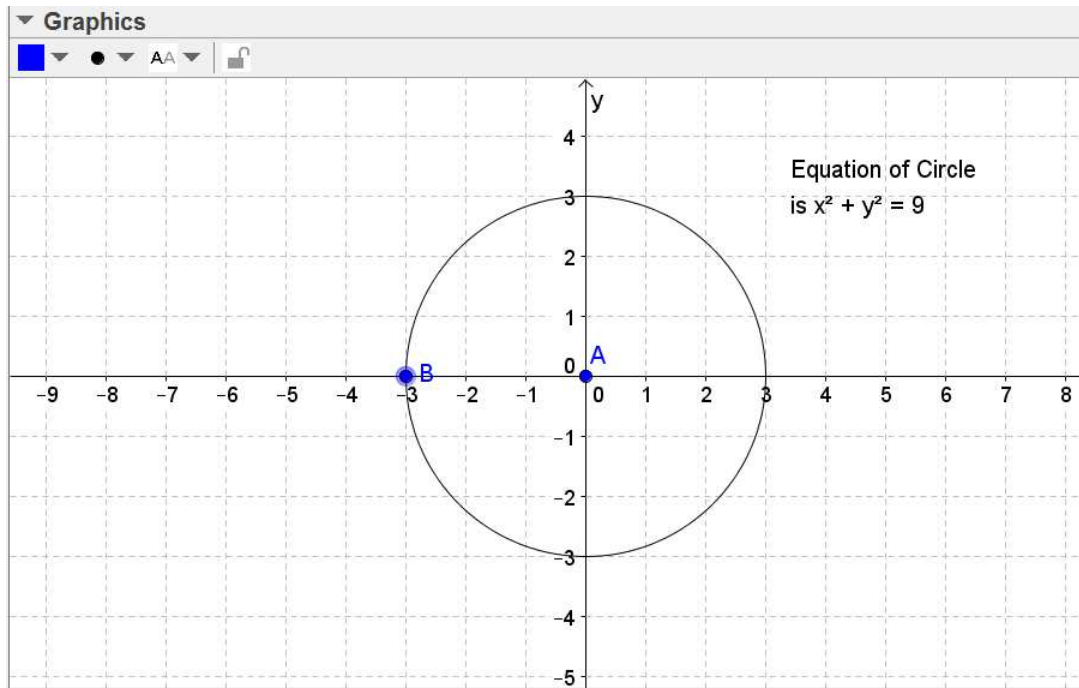 Graphics
AA
y
4
Equation of Circle
3
is x² + y² = 9
2
1
A
0
B
−9 −8 −7 −6 −5 −4 −3 −2 −1 0 1 2 3 4 5 6 7 8
−1
−2
−3
−4
−5